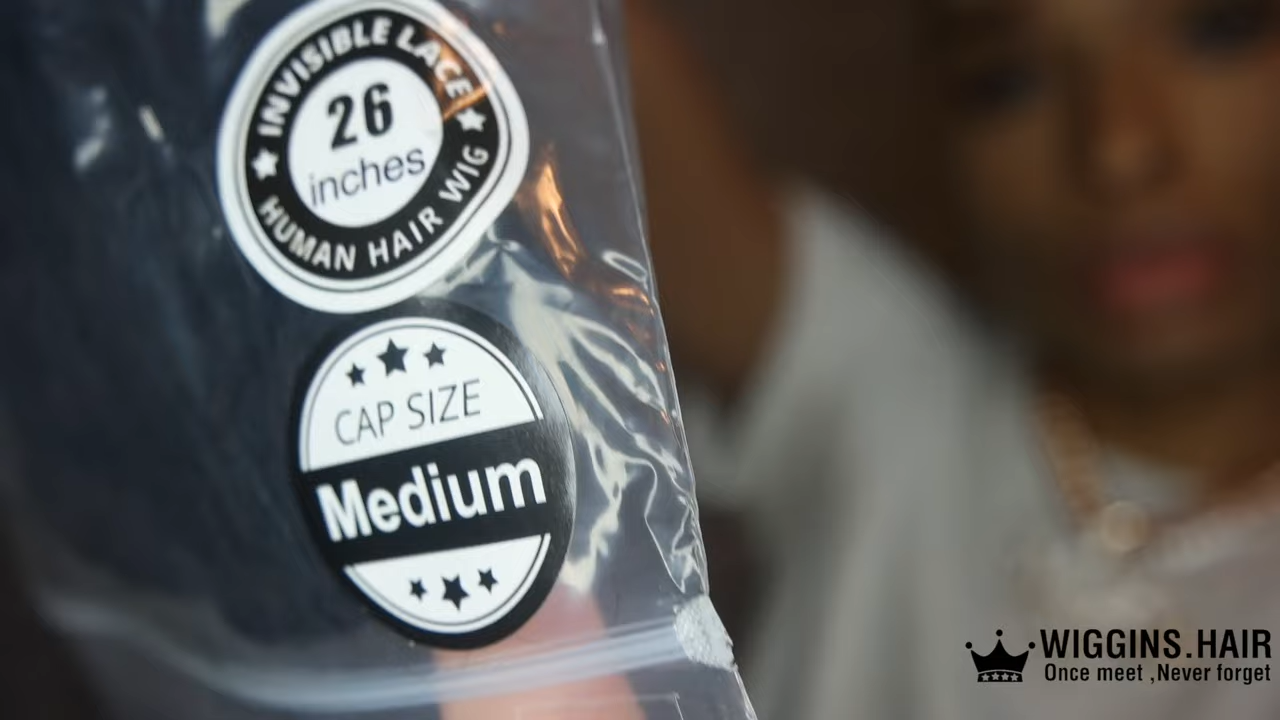 INVISIBLE LACE
26
inches
HUMAN HAIR WIG
CAP SIZE
Medium
WIGGINS.HAIR
Once meet ,Never forget